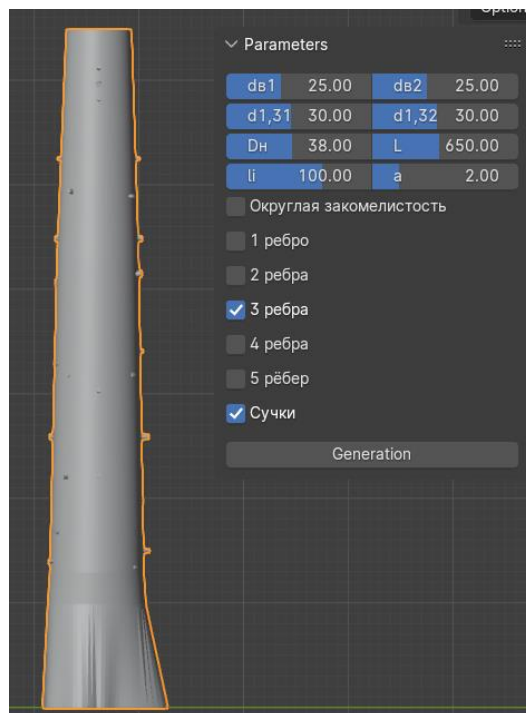 Option
Parameters
dв1 25.00 dв2 25.00
d1,31 30.00 d1,32 30.00
Dн 38.00 L 650.00
li 100.00 a 2.00
Округлая закомелистость
1 ребро
2 ребра
3 ребра
4 ребра
5 рёбер
Сучки
Generation